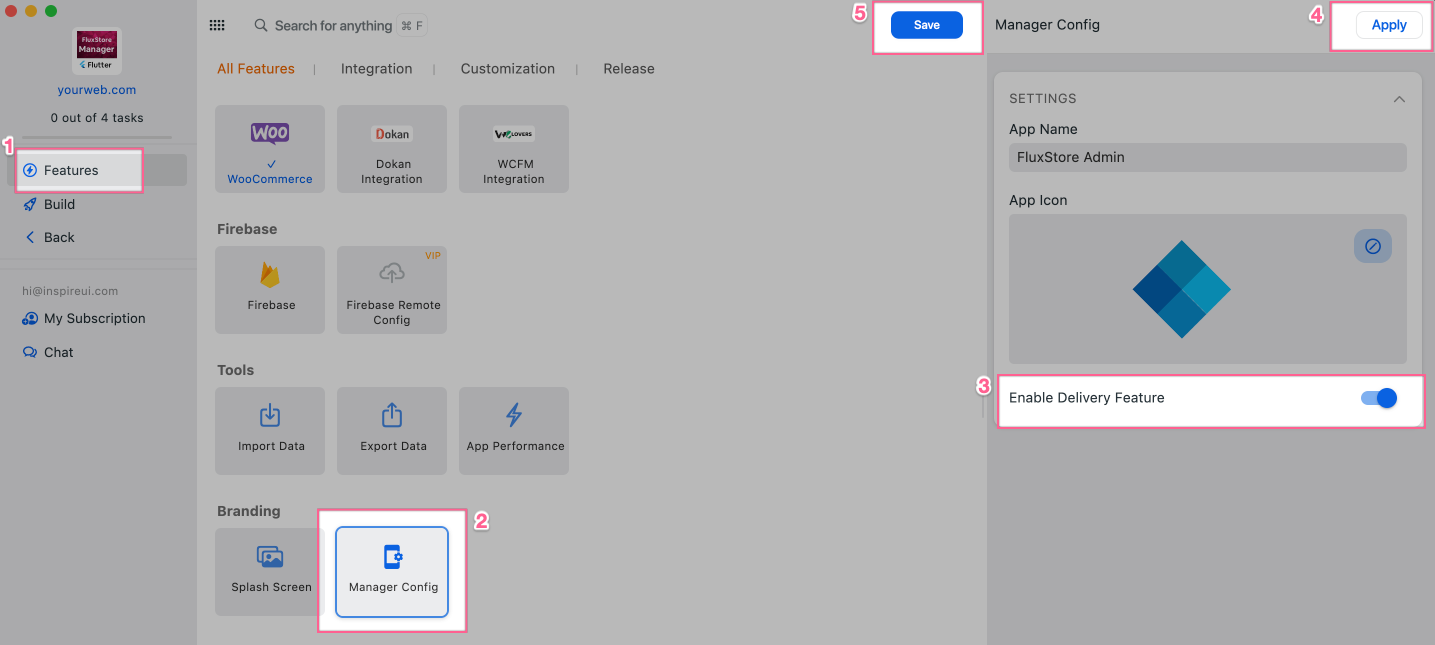 FluxStore
Manager
Flutter
yourweb.com
0 out of 4 tasks
1
Features
Build
Back
hi@inspireui.com
My Subscription
Chat
Search for anything ⌘ F
All Features | Integration | Customization | Release
WOO
WooCommerce
Dokan
Dokan
Integration
LOVERS
WCFM
Integration
Firebase
Firebase
VIP
Firebase Remote
Config
Tools
Import Data
Export Data
App Performance
Branding
Splash Screen
2
Manager Config
5
Save
Manager Config
4
Apply
SETTINGS
App Name
FluxStore Admin
App Icon
3
Enable Delivery Feature